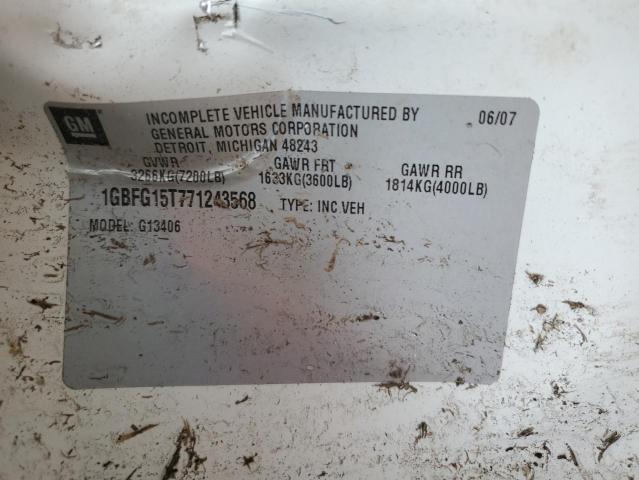 GM
INCOMPLETE VEHICLE MANUFACTURED BY 06/07
GENERAL MOTORS CORPORATION
DETROIT, MICHIGAN 48243
GVWR GAWR FRT GAWR RR
3266KG(7200LB) 1633KG(3600LB) 1814KG(4000LB)
1GBFG15T771243568 TYPE: INC VEH
MODEL: G13406